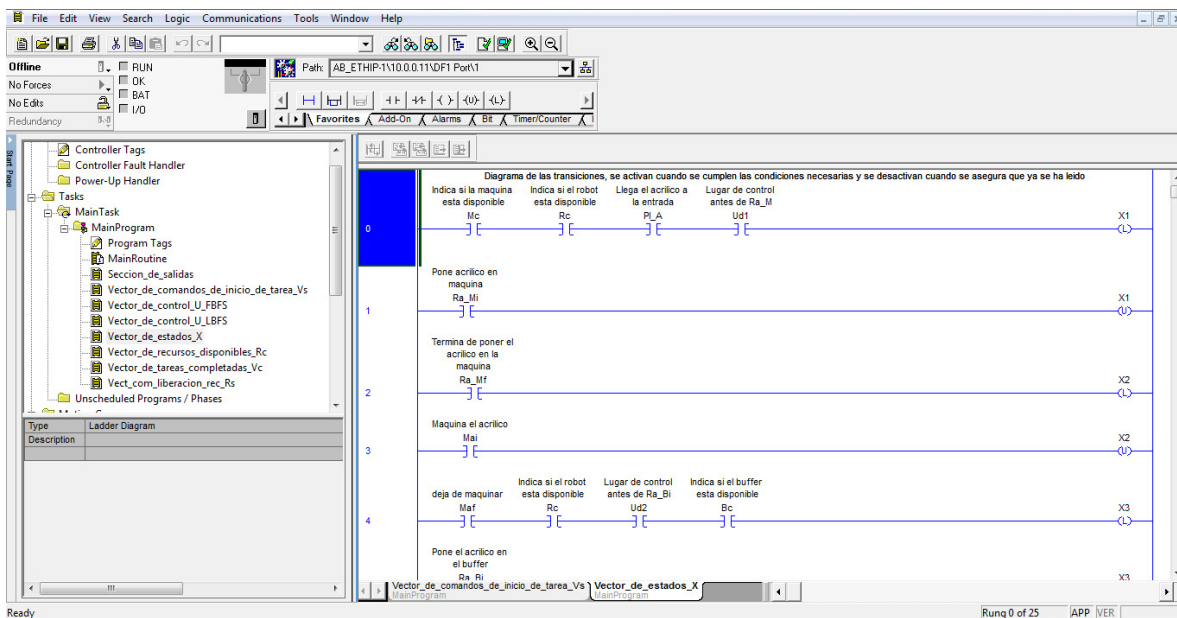 File Edit View Search Logic Communications Tools Window Help
Offline RUN
No Forces OK
No Edits BAT
Redundancy I/O
Path: AB_ETHIP-1\10.0.0.11\DF1 Port\1
Favorites Add-On Alarms Bit Timer/Counter
Start Page
Controller Tags
Controller Fault Handler
Power-Up Handler
Tasks
MainTask
MainProgram
Program Tags
MainRoutine
Seccion_de_salidas
Vector_de_comandos_de_inicio_de_tarea_Vs
Vector_de_control_U_FBFS
Vector_de_control_U_LBFS
Vector_de_estados_X
Vector_de_recursos_disponibles_Rc
Vector_de_tareas_completadas_Vc
Vect_com_liberacion_rec_Rs
Unscheduled Programs / Phases
Type Ladder Diagram
Description
Diagrama de las transiciones, se activan cuando se cumplen las condiciones necesarias y se desactivan cuando se asegura que ya se ha leido
Indica si la maquina Indica si el robot Llega el acrilico a Lugar de control
esta disponible esta disponible la entrada antes de Ra_M
Mc Rc PI_A Ud1 X1
0 L
Pone acrilico en
maquina
Ra_Mi X1
1 U
Termina de poner el
acrilico en la
maquina
Ra_Mf X2
2 L
Maquina el acrilico
Mai X2
3 U
Indica si el robot Lugar de control Indica si el buffer
deja de maquinar esta disponible antes de Ra_Bi esta disponible
Maf Rc Ud2 Bc X3
4 L
Pone el acrilico en
el buffer
Ra_Bi X3
Vector_de_comandos_de_inicio_de_tarea_Vs Vector_de_estados_X
MainProgram MainProgram
Ready Rung 0 of 25 APP VER